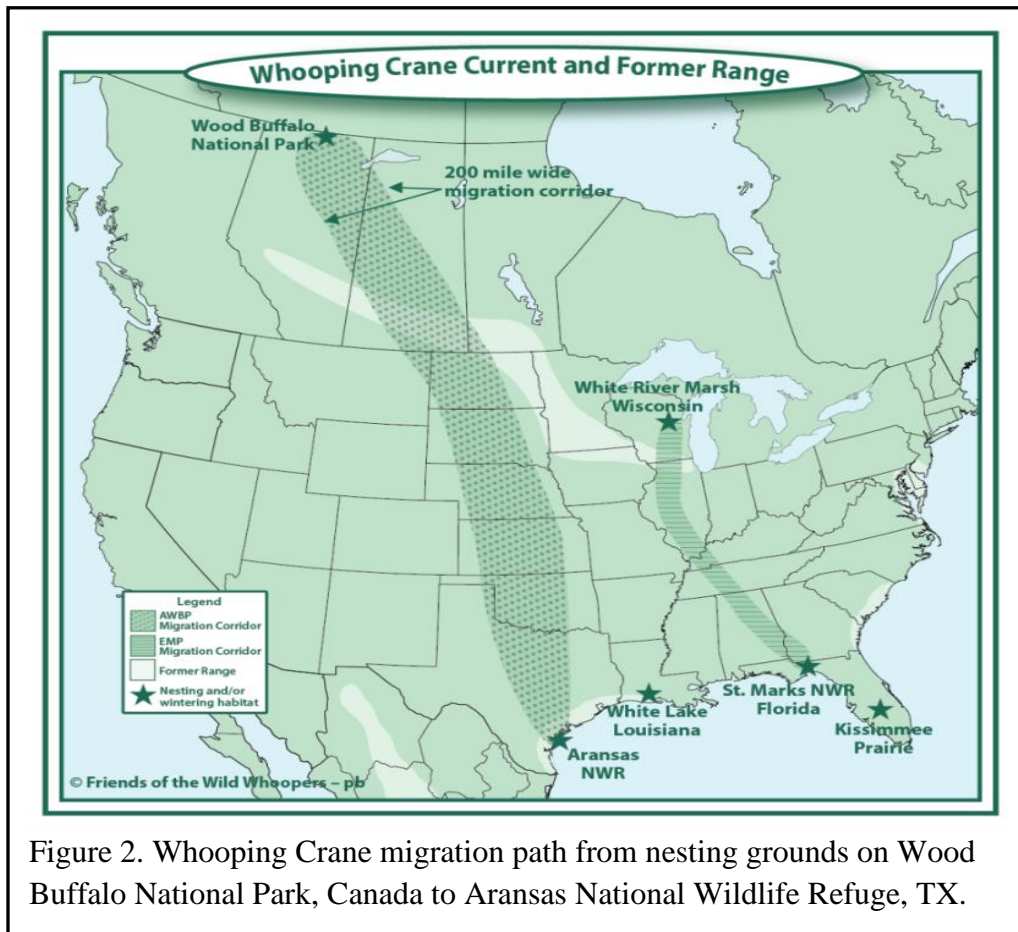 Whooping Crane Current and Former Range
Wood Buffalo
National Park
200 mile wide
migration corridor
White River Marsh
Wisconsin
Legend
AWBP
Migration Corridor
EMP
Migration Corridor
Former Range
Nesting and/or
wintering habitat
St. Marks NWR
Florida
White Lake
Louisiana
Kissimmee
Prairie
Aransas
NWR
© Friends of the Wild Whoopers – pb
Figure 2. Whooping Crane migration path from nesting grounds on Wood
Buffalo National Park, Canada to Aransas National Wildlife Refuge, TX.